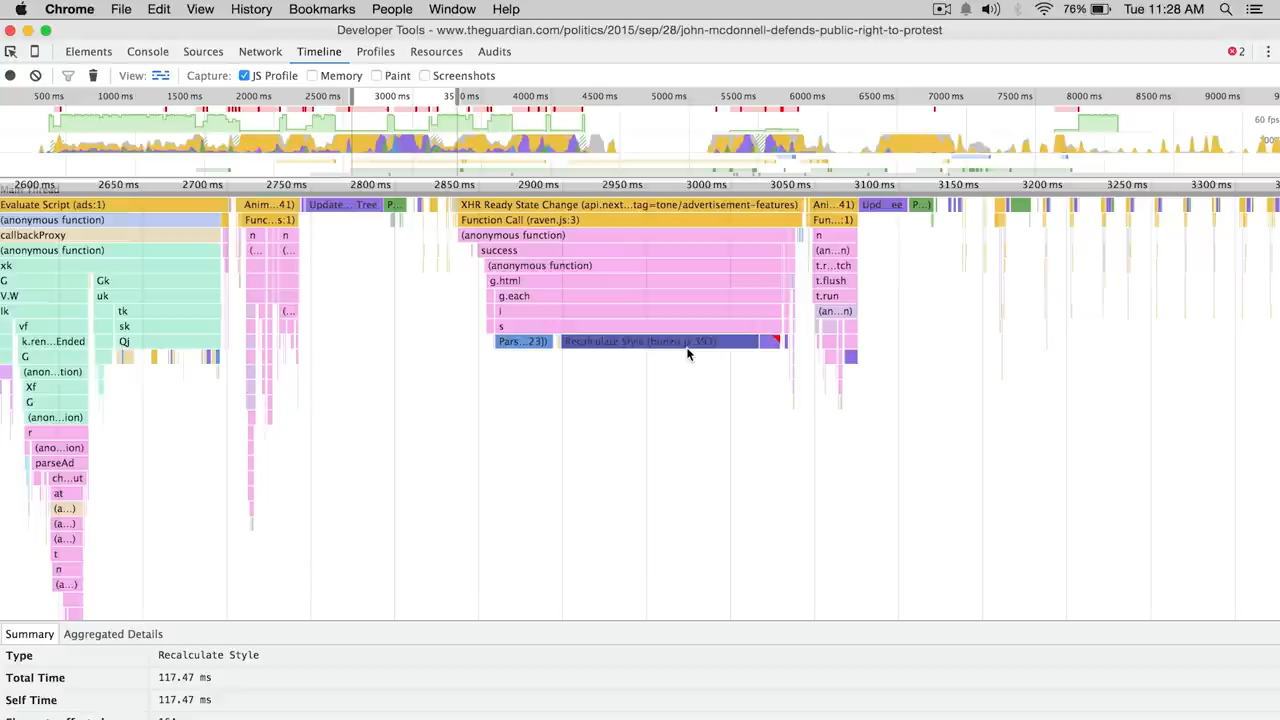 Chrome File Edit View History Bookmarks People Window Help 76% Tue 11:28 AM
Developer Tools - www.theguardian.com/politics/2015/sep/28/john-mcdonnell-defends-public-right-to-protest
Elements Console Sources Network Timeline Profiles Resources Audits 2
View: Capture: JS Profile Memory Paint Screenshots
500 ms 1000 ms 1500 ms 2000 ms 2500 ms 3000 ms 35 0 ms 4000 ms 4500 ms 5000 ms 5500 ms 6000 ms 6500 ms 7000 ms 7500 ms 8000 ms 8500 ms 9000 ms 9
60 fps
2600 ms 2650 ms 2700 ms 2750 ms 2800 ms 2850 ms 2900 ms 2950 ms 3000 ms 3050 ms 3100 ms 3150 ms 3200 ms 3250 ms 3
Main Thread
Evaluate Script (ads:1) Anim...41) Update... Tree P... XHR Ready State Change (api.next...tag=tone/advertisement-features) Ani...41) Upd...ee P...)
(anonymous function) Func...s:1) Function Call (raven.js:3) Fun...:1)
callbackProxy n n (anonymous function) n
(anonymous function) (... (... success (an...n)
xk (anonymous function) t.r...tch
G Gk g.html t.flush
V.W uk g.each t.run
lk tk (... i (an...n)
vf sk s
k.ren...Ended Qj Pars...23]) Recalculate Style
G
(anon...tion)
Xf
G
(anon...ion)
r
(ano...ion)
parseAd
ch...ut
at
(a...)
(a...)
(a...)
t
n
(a...)
Summary Aggregated Details
Type Recalculate Style
Total Time 117.47 ms
Self Time 117.47 ms